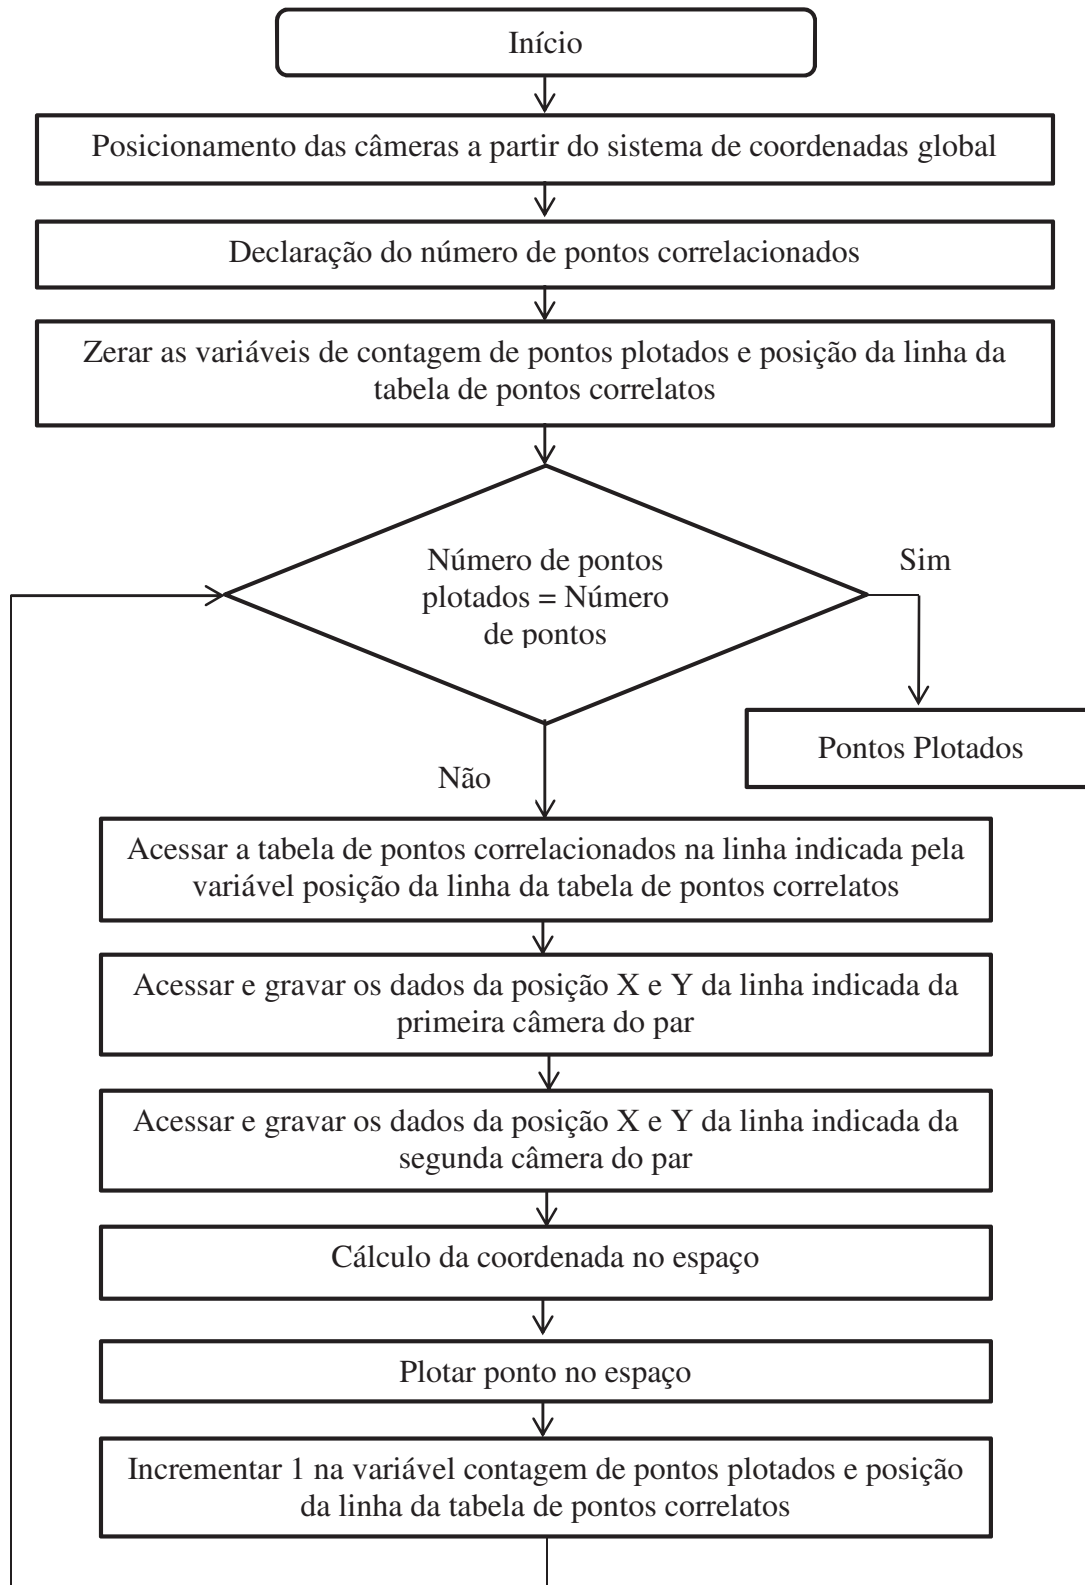 Início
Posicionamento das câmeras a partir do sistema de coordenadas global
Declaração do número de pontos correlacionados
Zerar as variáveis de contagem de pontos plotados e posição da linha da
tabela de pontos correlatos
Número de pontos
plotados = Número
de pontos
Sim
Pontos Plotados
Não
Acessar a tabela de pontos correlacionados na linha indicada pela
variável posição da linha da tabela de pontos correlatos
Acessar e gravar os dados da posição X e Y da linha indicada da
primeira câmera do par
Acessar e gravar os dados da posição X e Y da linha indicada da
segunda câmera do par
Cálculo da coordenada no espaço
Plotar ponto no espaço
Incrementar 1 na variável contagem de pontos plotados e posição
da linha da tabela de pontos correlatos